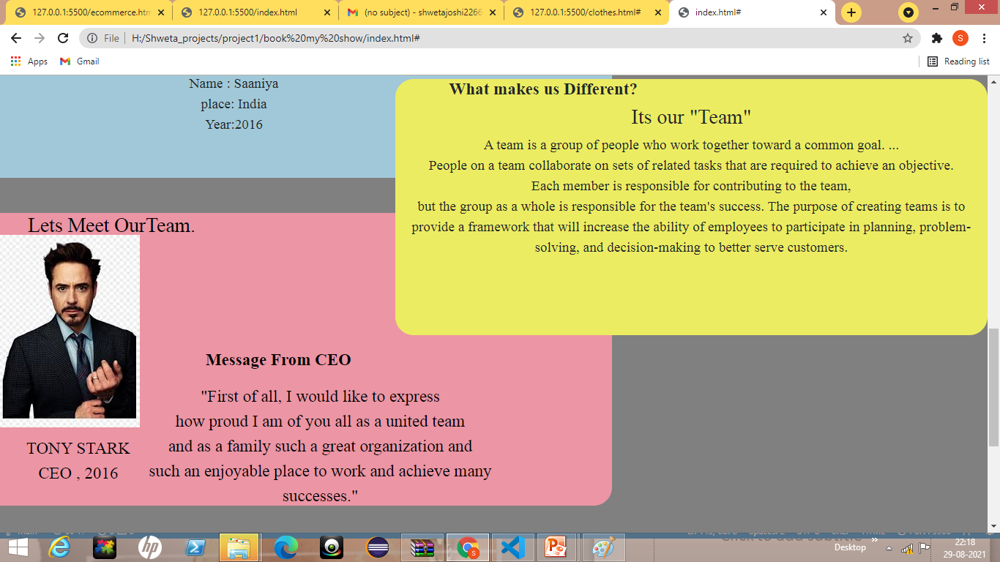 127.0.0.1:5500/ecommerce.htm
127.0.0.1:5500/index.html
(no subject) - shwetajoshi2266
127.0.0.1:5500/clothes.html#
index.html#
File
H:/Shweta_projects/project1/book%20my%20show/index.html#
S
Apps
Gmail
Reading list
Name : Saaniya
place: India
Year:2016
What makes us Different?
Its our "Team"
A team is a group of people who work together toward a common goal. ...
People on a team collaborate on sets of related tasks that are required to achieve an objective.
Each member is responsible for contributing to the team,
but the group as a whole is responsible for the team's success. The purpose of creating teams is to
provide a framework that will increase the ability of employees to participate in planning, problem-
solving, and decision-making to better serve customers.
Lets Meet OurTeam.
TONY STARK
CEO , 2016
Message From CEO
"First of all, I would like to express
how proud I am of you all as a united team
and as a family such a great organization and
such an enjoyable place to work and achieve many
successes."
hp
Desktop
»
22:18
29-08-2021